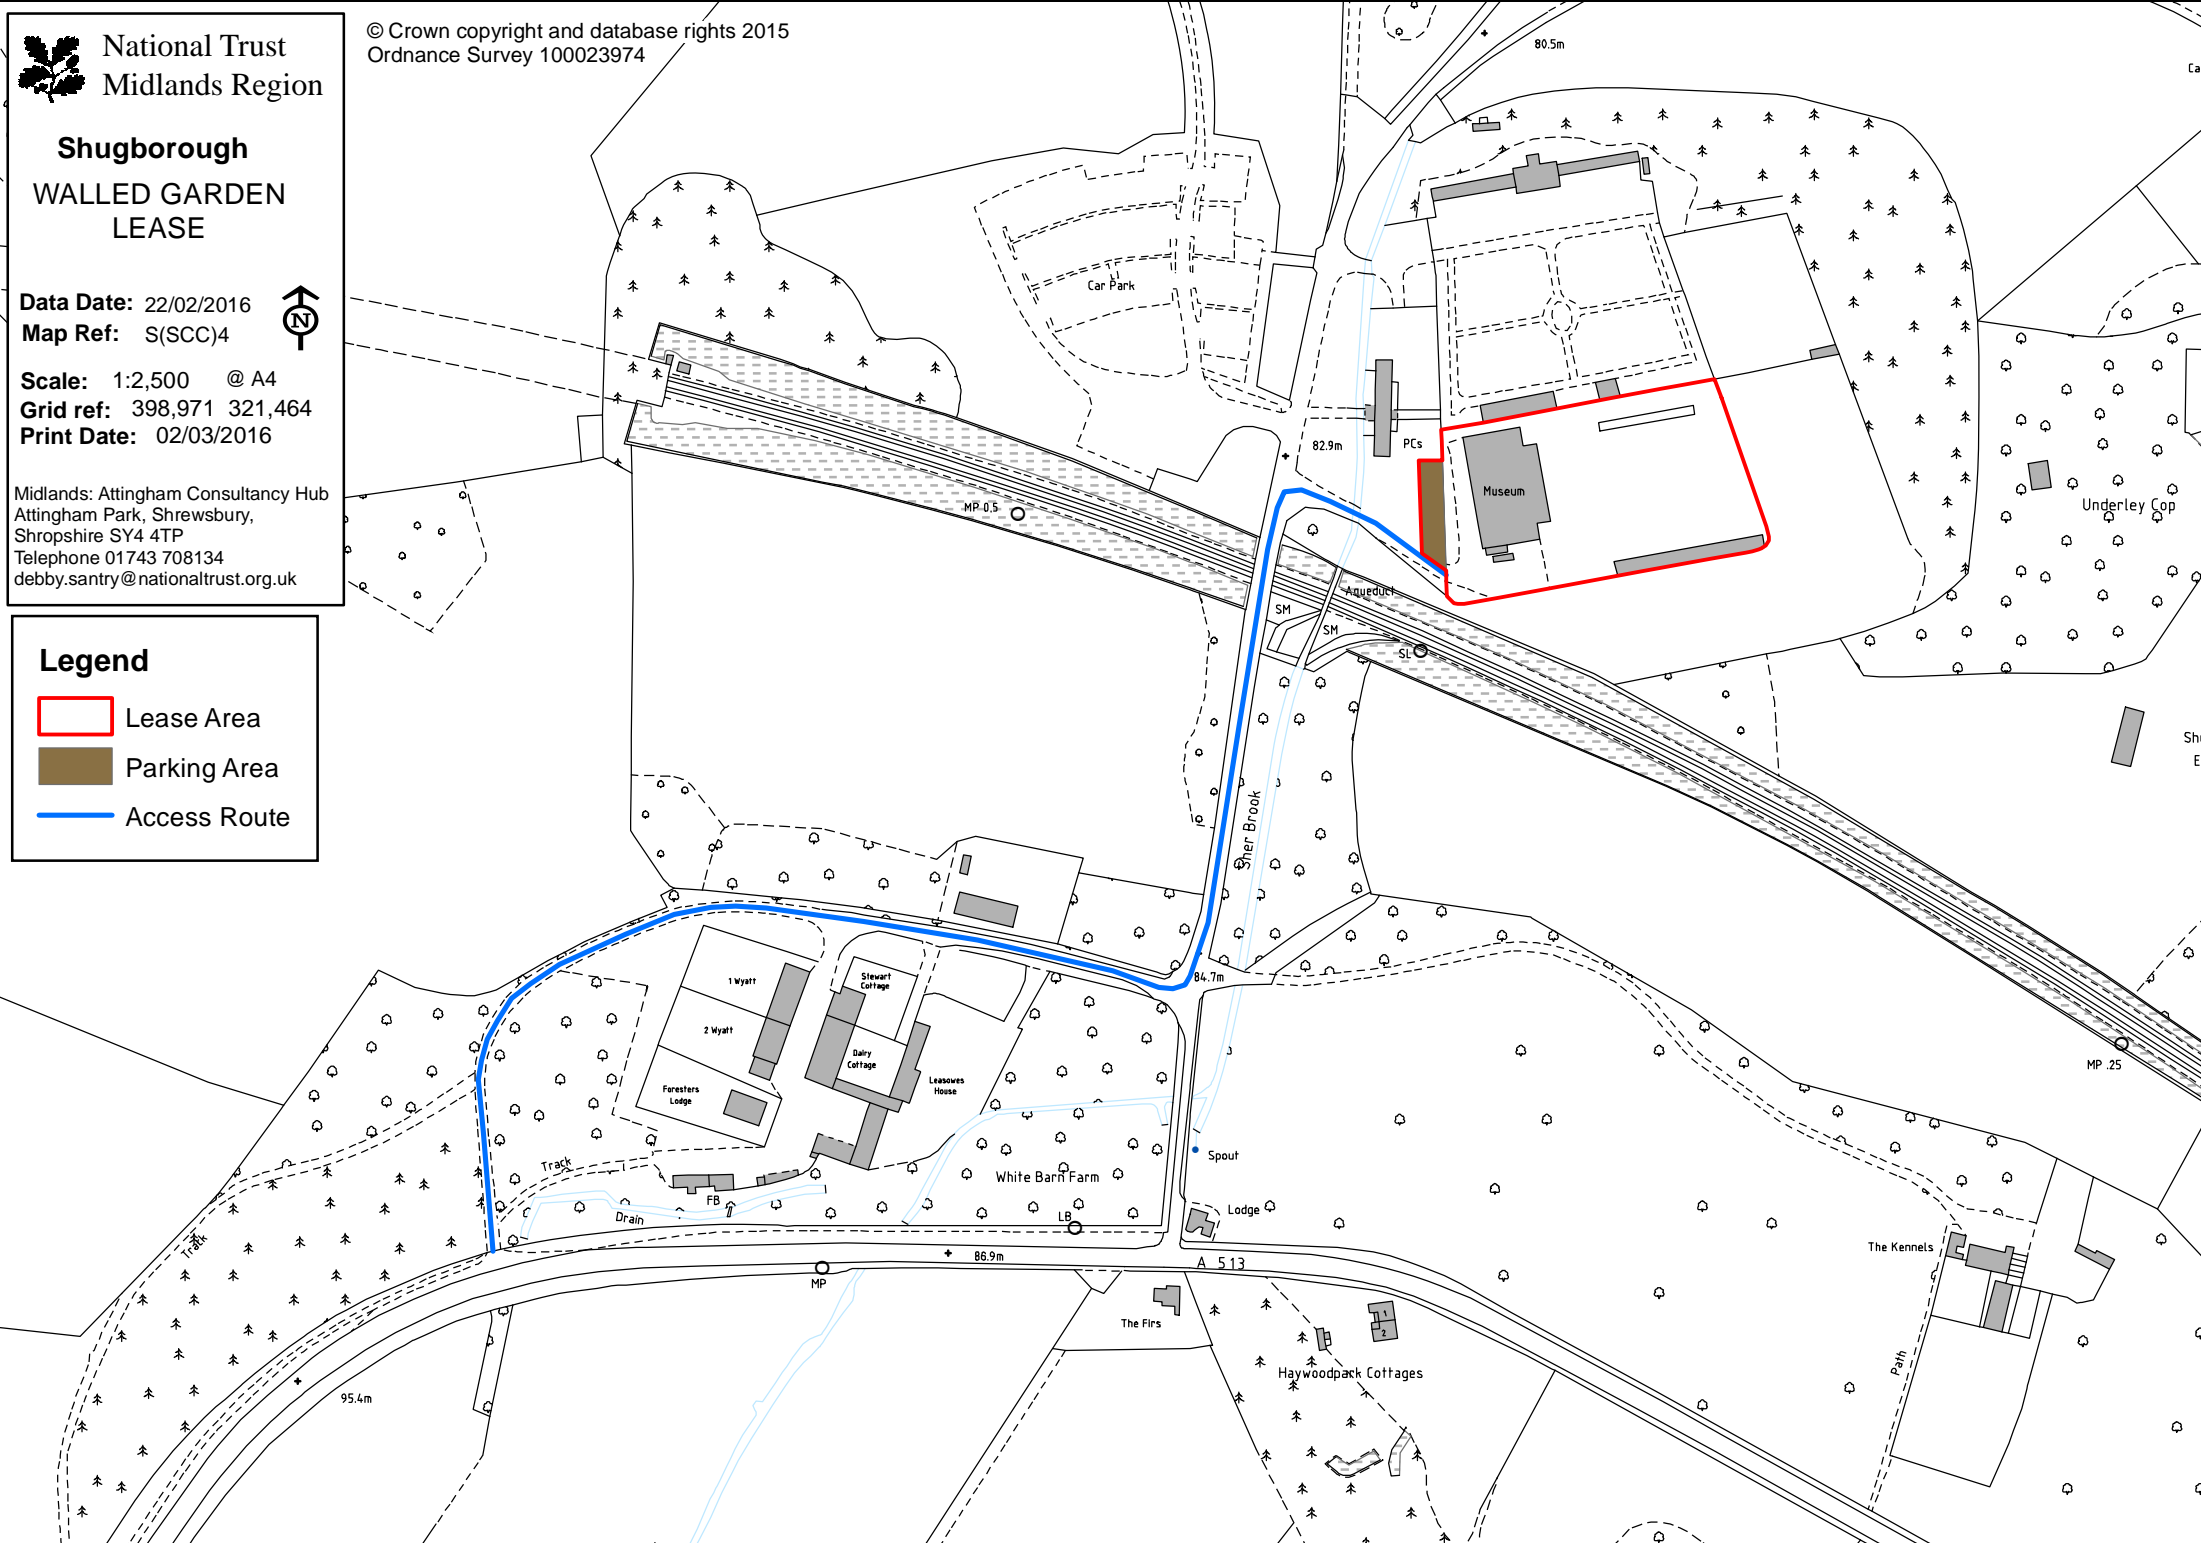 National Trust
Midlands Region
Shugborough
WALLED GARDEN
LEASE
Data Date: 22/02/2016
N
Map Ref: S(SCC)4
Scale: 1:2,500 @ A4
Grid ref: 398,971 321,464
Print Date: 02/03/2016
Midlands: Attingham Consultancy Hub
Attingham Park, Shrewsbury,
Shropshire SY4 4TP
Telephone 01743 708134
debby.santry@nationaltrust.org.uk
Legend
Lease Area
Parking Area
Access Route
© Crown copyright and database rights 2015
Ordnance Survey 100023974
80.5m
Ca
Car Park
82.9m
PCs
Museum
Underley Cop
MP 0.5
Aqueduct
SM
SM
SL
Sh
E
Sher Brook
84.7m
MP .25
1 Wyatt
Stewart
Cottage
2 Wyatt
Dairy
Cottage
Foresters
Lodge
Leasowes
House
Track
Spout
White Barn Farm
FB
Drain
LB
Lodge
Track
86.9m
A 513
MP
The Kennels
The Firs
1
2
Haywoodpark Cottages
Path
95.4m